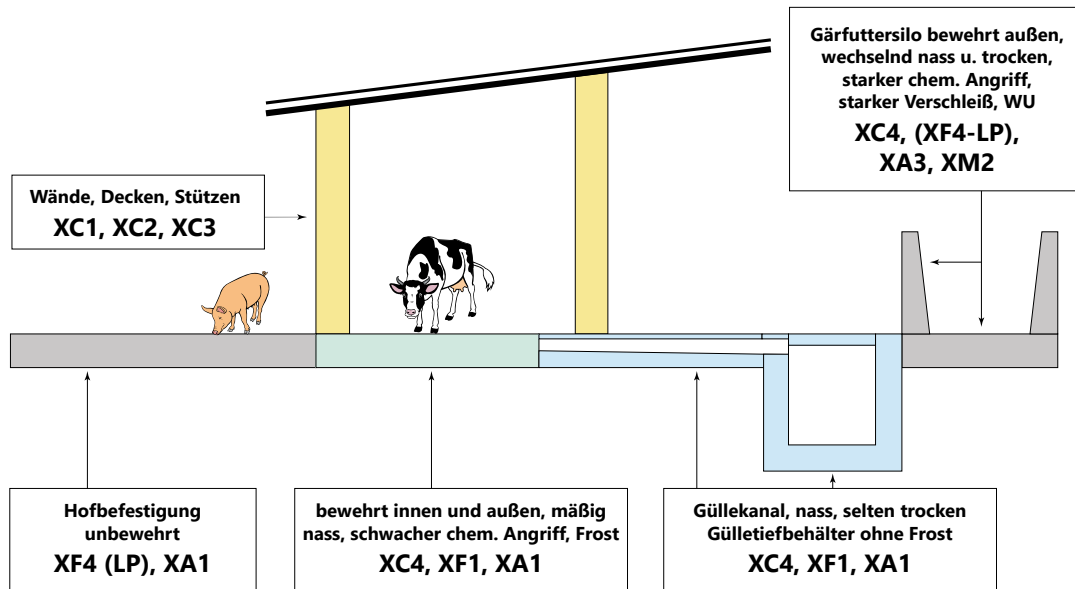 Gärfuttersilo bewehrt außen,
wechselnd nass u. trocken,
starker chem. Angriff,
starker Verschleiß, WU
XC4, (XF4-LP),
XA3, XM2
Wände, Decken, Stützen
XC1, XC2, XC3
Hofbefestigung
unbewehrt
XF4 (LP), XA1
bewehrt innen und außen, mäßig
nass, schwacher chem. Angriff, Frost
XC4, XF1, XA1
Güllekanal, nass, selten trocken
Gülletiefbehälter ohne Frost
XC4, XF1, XA1